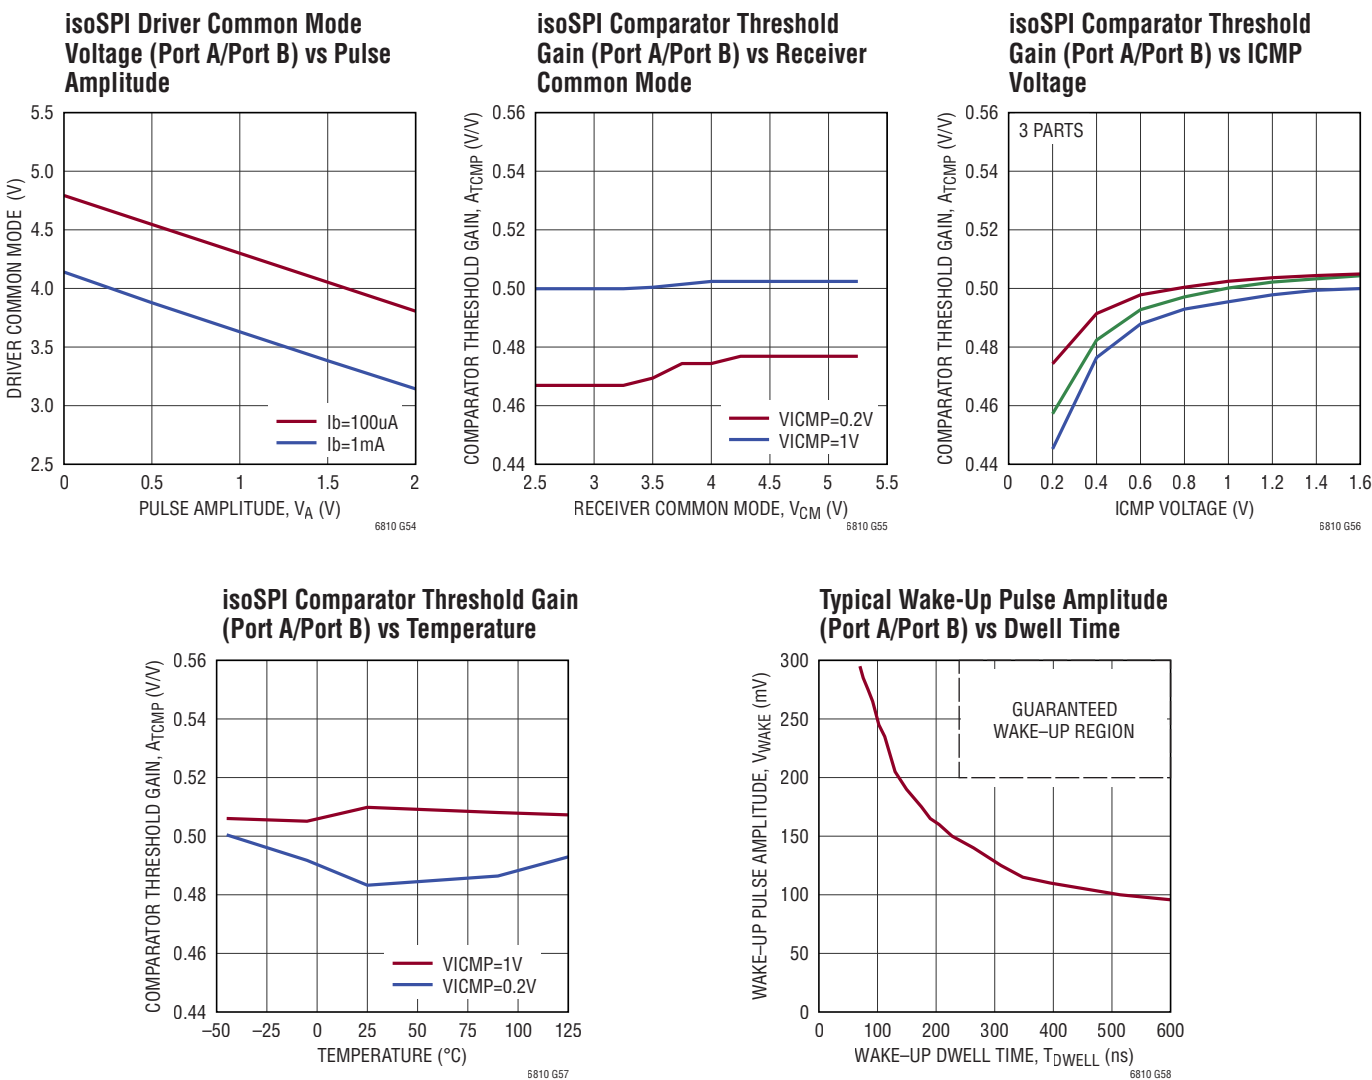 isoSPI Driver Common Mode
Voltage (Port A/Port B) vs Pulse
Amplitude
5.5
5.0
4.5
4.0
3.5
3.0
2.5
DRIVER COMMON MODE (V)
Ib=100uA
Ib=1mA
0 0.5 1 1.5 2
PULSE AMPLITUDE, VA (V)
6810 G54
isoSPI Comparator Threshold
Gain (Port A/Port B) vs Receiver
Common Mode
0.56
0.54
0.52
0.50
0.48
0.46
0.44
COMPARATOR THRESHOLD GAIN, ATCMP (V/V)
VICMP=0.2V
VICMP=1V
2.5 3 3.5 4 4.5 5 5.5
RECEIVER COMMON MODE, VCM (V)
6810 G55
isoSPI Comparator Threshold
Gain (Port A/Port B) vs ICMP
Voltage
0.56
0.54
0.52
0.50
0.48
0.46
0.44
COMPARATOR THRESHOLD GAIN, ATCMP (V/V)
3 PARTS
0 0.2 0.4 0.6 0.8 1 1.2 1.4 1.6
ICMP VOLTAGE (V)
6810 G56
isoSPI Comparator Threshold Gain
(Port A/Port B) vs Temperature
0.56
0.54
0.52
0.50
0.48
0.46
0.44
COMPARATOR THRESHOLD GAIN, ATCMP (V/V)
VICMP=1V
VICMP=0.2V
–50 –25 0 25 50 75 100 125
TEMPERATURE (°C)
6810 G57
Typical Wake-Up Pulse Amplitude
(Port A/Port B) vs Dwell Time
300
250
200
150
100
50
0
WAKE–UP PULSE AMPLITUDE, VWAKE (mV)
GUARANTEED
WAKE–UP REGION
0 100 200 300 400 500 600
WAKE–UP DWELL TIME, TDWELL (ns)
6810 G58